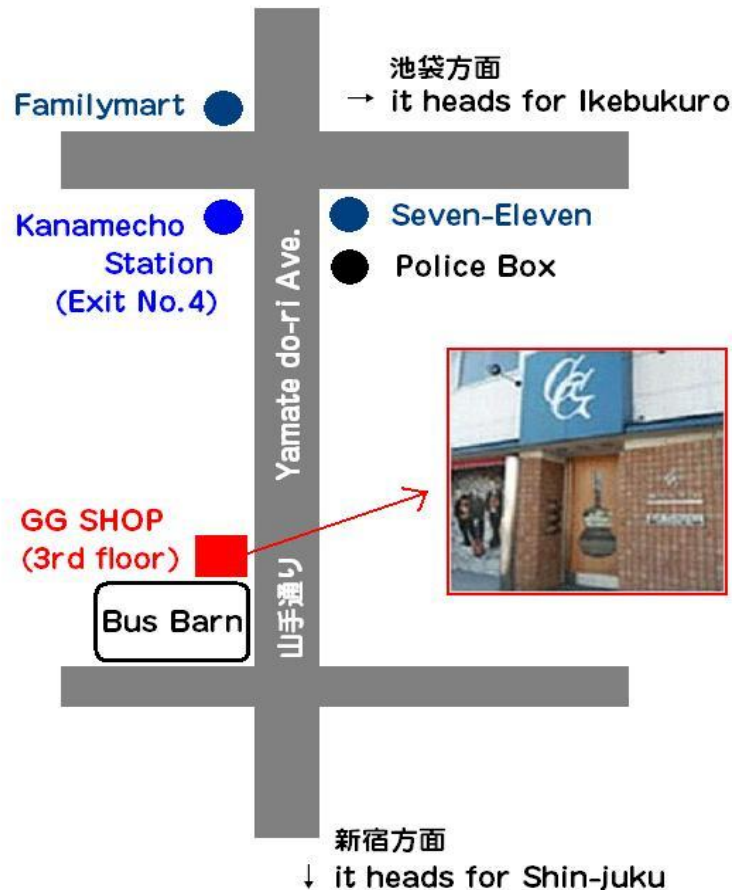 池袋方面
→ it heads for Ikebukuro
Familymart
Kanamecho
Station
(Exit No.4)
Seven-Eleven
Police Box
山手通り Yamate do-ri Ave.
GG SHOP
(3rd floor)
Bus Barn
新宿方面
↓ it heads for Shin-juku